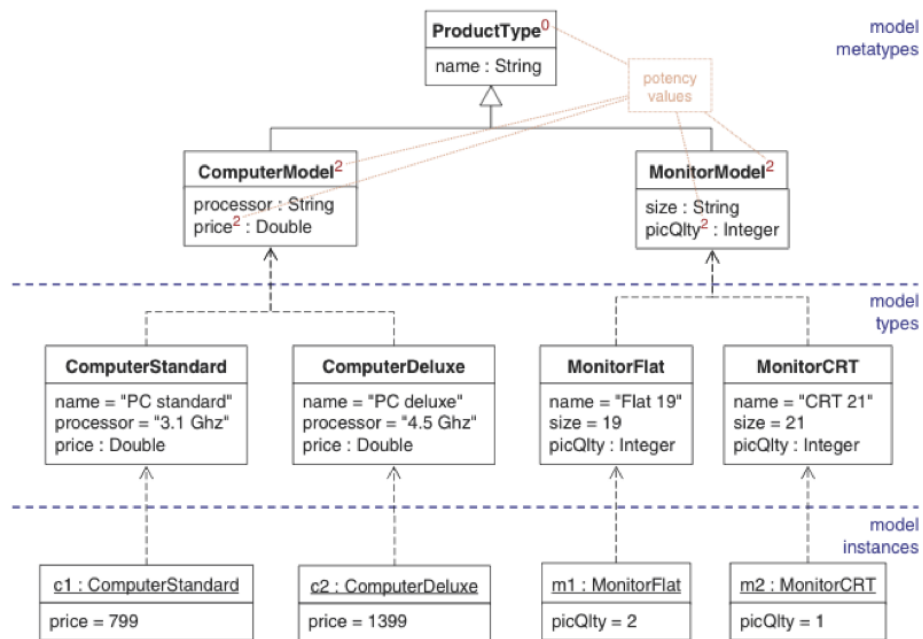 ProductType⁰
name : String
model
metatypes
potency
values
ComputerModel²
processor : String
price² : Double
MonitorModel²
size : String
picQlty² : Integer
model
types
ComputerStandard
name = "PC standard"
processor = "3.1 Ghz"
price : Double
ComputerDeluxe
name = "PC deluxe"
processor = "4.5 Ghz"
price : Double
MonitorFlat
name = "Flat 19"
size = 19
picQlty : Integer
MonitorCRT
name = "CRT 21"
size = 21
picQlty : Integer
model
instances
c1 : ComputerStandard
price = 799
c2 : ComputerDeluxe
price = 1399
m1 : MonitorFlat
picQlty = 2
m2 : MonitorCRT
picQlty = 1